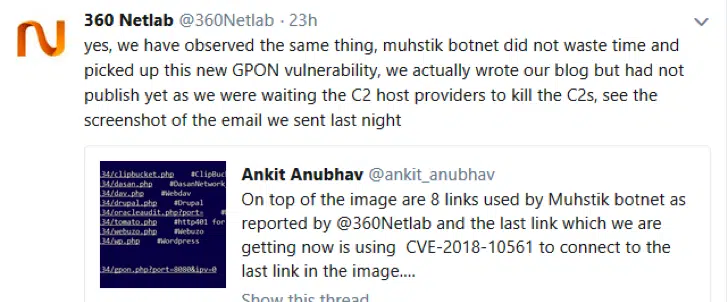 360 Netlab @360Netlab · 23h
yes, we have observed the same thing, muhstik botnet did not waste time and
picked up this new GPON vulnerability, we actually wrote our blog but had not
publish yet as we were waiting the C2 host providers to kill the C2s, see the
screenshot of the email we sent last night
34/clipbucket.php #ClipBuc
34/dasan.php #DasanNetwork
34/dav.php #Webdav
34/drupal.php #Drupal
34/oracleaudit.php?port=
34/tomato.php #http401 for
34/webuzo.php #Webuzo
34/wp.php #Wordpress
34/gpon.php?port=8080&ipv=0
Ankit Anubhav @ankit_anubhav
On top of the image are 8 links used by Muhstik botnet as
reported by @360Netlab and the last link which we are
getting now is using CVE-2018-10561 to connect to the
last link in the image....
Show this thread